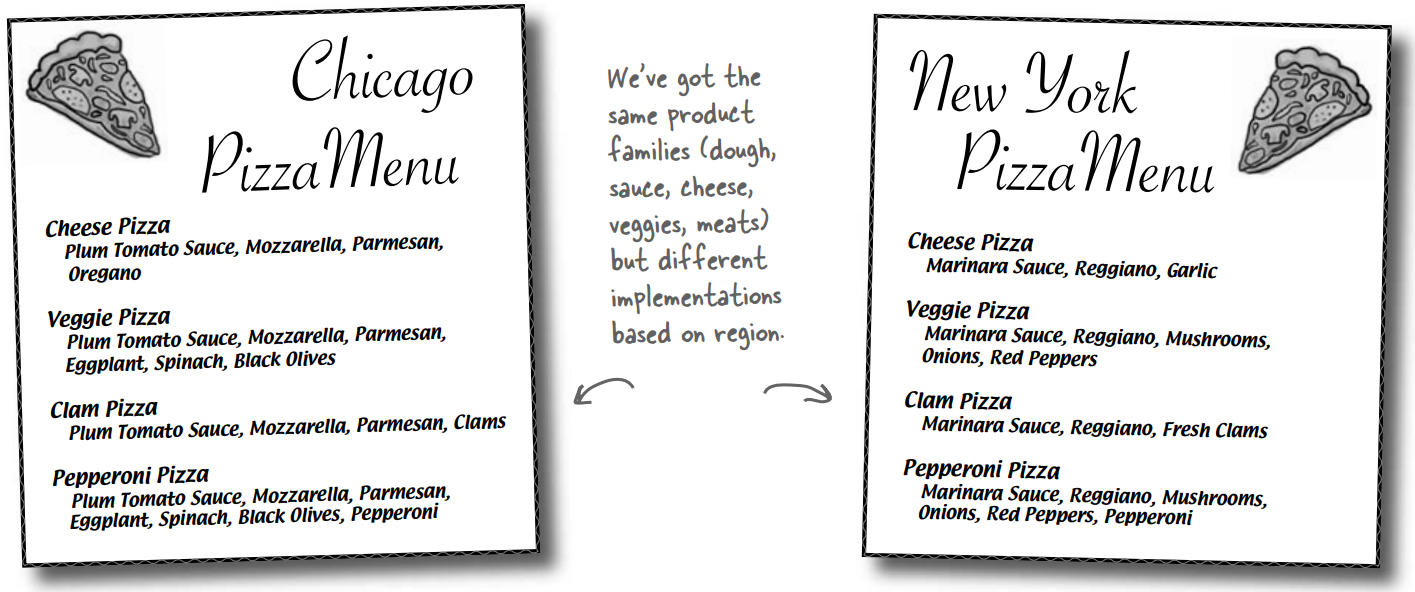 Chicago
Pizza Menu
Cheese Pizza
Plum Tomato Sauce, Mozzarella, Parmesan,
Oregano
Veggie Pizza
Plum Tomato Sauce, Mozzarella, Parmesan,
Eggplant, Spinach, Black Olives
Clam Pizza
Plum Tomato Sauce, Mozzarella, Parmesan, Clams
Pepperoni Pizza
Plum Tomato Sauce, Mozzarella, Parmesan,
Eggplant, Spinach, Black Olives, Pepperoni
We've got the
same product
families (dough,
sauce, cheese,
veggies, meats)
but different
implementations
based on region.
New York
Pizza Menu
Cheese Pizza
Marinara Sauce, Reggiano, Garlic
Veggie Pizza
Marinara Sauce, Reggiano, Mushrooms,
Onions, Red Peppers
Clam Pizza
Marinara Sauce, Reggiano, Fresh Clams
Pepperoni Pizza
Marinara Sauce, Reggiano, Mushrooms,
Onions, Red Peppers, Pepperoni